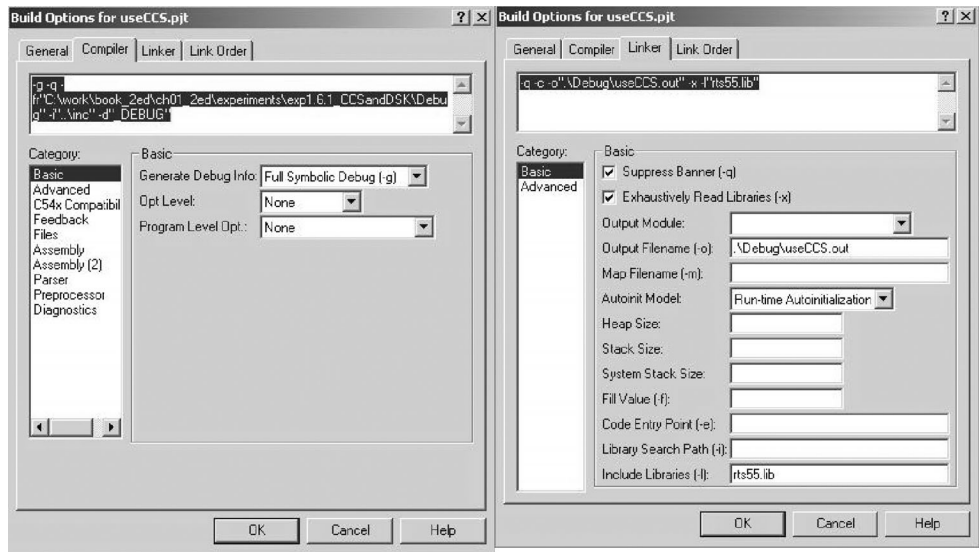 Build Options for useCCS.pjt
General Compiler Linker Link Order
-g -q -
fr"C:\work\book_2ed\ch01_2ed\experiments\exp1.6.1_CCSandDSK\Debu
g" -i"..\inc" -d"_DEBUG"
Category:
Basic
Advanced
C54x Compatibil
Feedback
Files
Assembly
Assembly (2)
Parser
Preprocessor
Diagnostics
Basic
Generate Debug Info: Full Symbolic Debug (-g)
Opt Level: None
Program Level Opt.: None
OK Cancel Help
Build Options for useCCS.pjt
General Compiler Linker Link Order
-q -c -o".\Debug\useCCS.out" -x -l"rts55.lib"
Category:
Basic
Advanced
Basic
Suppress Banner (-q)
Exhaustively Read Libraries (-x)
Output Module:
Output Filename (-o): .\Debug\useCCS.out
Map Filename (-m):
Autoinit Model: Run-time Autoinitialization
Heap Size:
Stack Size:
System Stack Size:
Fill Value (-f):
Code Entry Point (-e):
Library Search Path (-i):
Include Libraries (-l): rts55.lib
OK Cancel Help